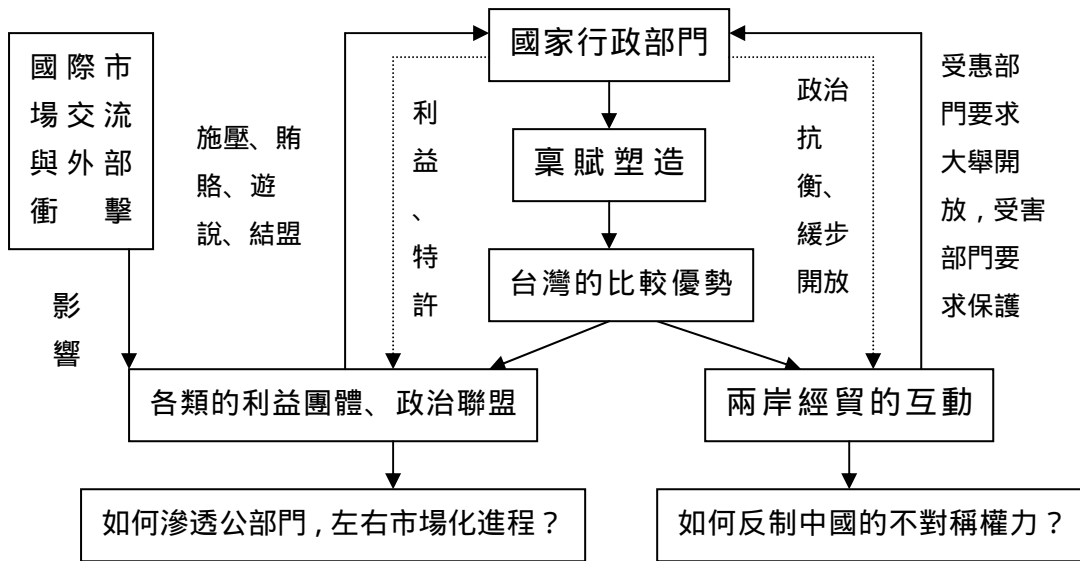 國家行政部門
國際市
場交流
與外部
衝擊
施壓、賄
賂、遊
說、結盟
利
益
、
特
許
稟賦塑造
政治
抗
衡、
緩步
開放
受惠部
門要求
大舉開
放,受害
部門要
求保護
台灣的比較優勢
影
響
各類的利益團體、政治聯盟
兩岸經貿的互動
如何滲透公部門,左右市場化進程?
如何反制中國的不對稱權力?